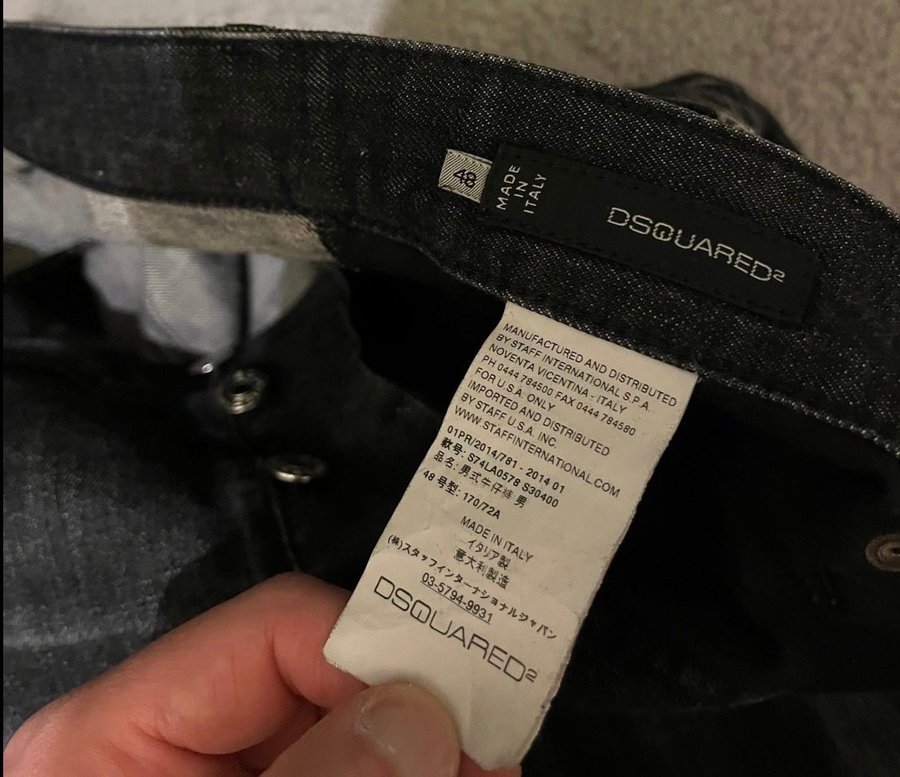 48
MADE
IN
ITALY
DSQUARED2
MANUFACTURED AND DISTRIBUTED
BY STAFF INTERNATIONAL S.P.A.
NOVENTA VICENTINA - ITALY
PH 0444 784500 FAX 0444 784580
FOR U.S.A. ONLY
IMPORTED AND DISTRIBUTED
BY STAFF U.S.A. INC.
WWW.STAFFINTERNATIONAL.COM
01PR/2014/781 - 2014 01
款号: S74LA0578 S30400
品名: 男式牛仔裤 男
48 号型: 170/72A
MADE IN ITALY
イタリア製
意大利製造
(株)スタッフインターナショナルジャパン
03-5794-9931
DSQUARED2